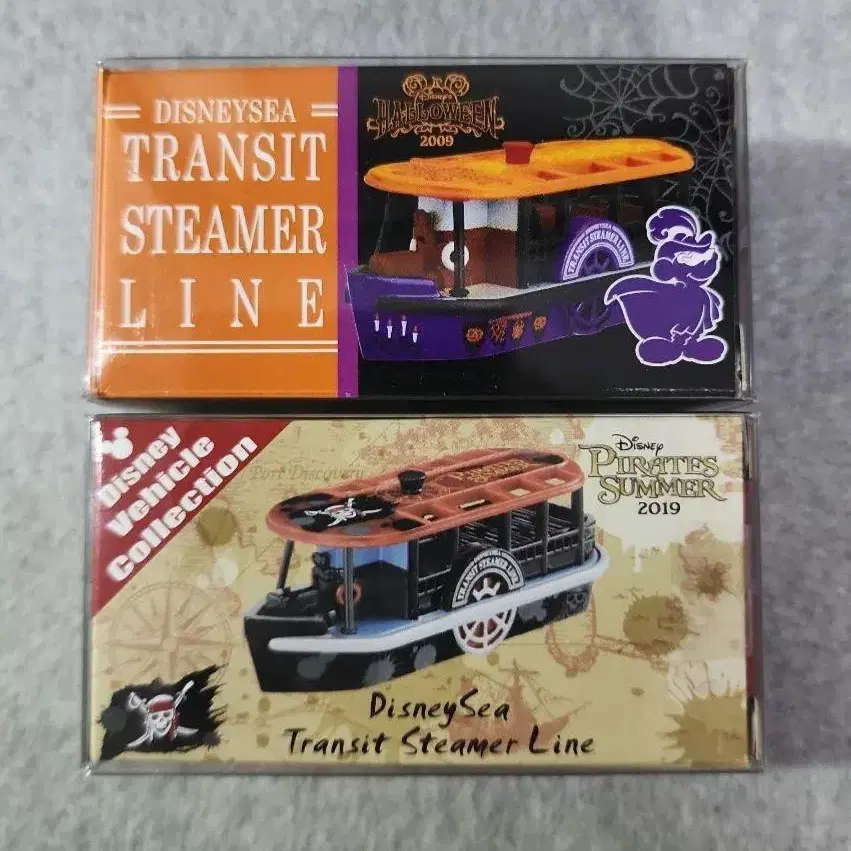 DISNEYSEA
TRANSIT
STEAMER
LINE
Disney's
HALLOWEEN
2009
TRANSIT STEAMER LINE
Disney
Vehicle
Collection
Port Discovery
Disney
PIRATES
SUMMER
2019
TRANSIT STEAMER LINE
DisneySea
Transit Steamer Line